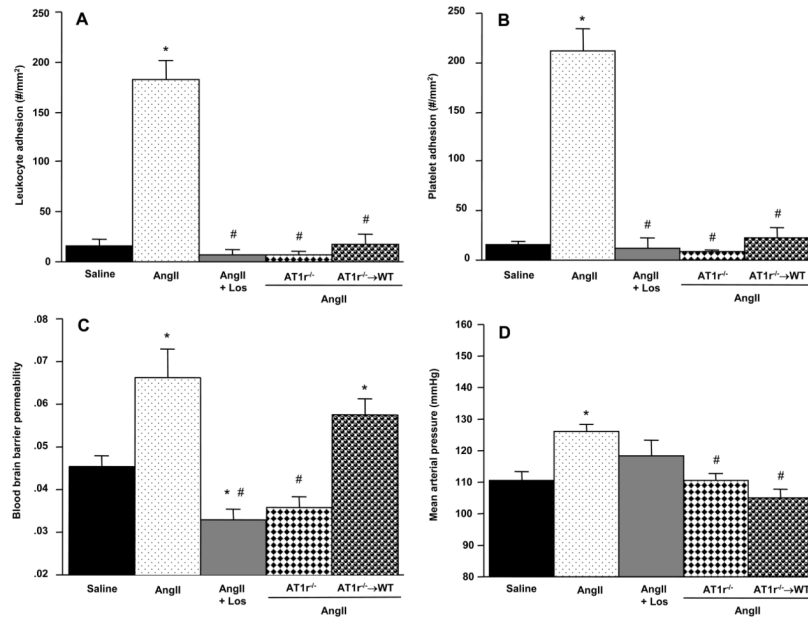 A
Leukocyte adhesion (#/mm²)
250
200
150
100
50
0
*
#
#
#
Saline
AngII
AngII
+ Los
AT1r⁻/⁻
AT1r⁻/⁻→WT
AngII
B
Platelet adhesion (#/mm²)
250
200
150
100
50
0
*
#
#
#
Saline
AngII
AngII
+ Los
AT1r⁻/⁻
AT1r⁻/⁻→WT
AngII
C
Blood brain barrier permeability
.08
.07
.06
.05
.04
.03
.02
*
* #
#
*
Saline
AngII
AngII
+ Los
AT1r⁻/⁻
AT1r⁻/⁻→WT
AngII
D
Mean arterial pressure (mmHg)
160
150
140
130
120
110
100
90
80
*
#
#
Saline
AngII
AngII
+ Los
AT1r⁻/⁻
AT1r⁻/⁻→WT
AngII